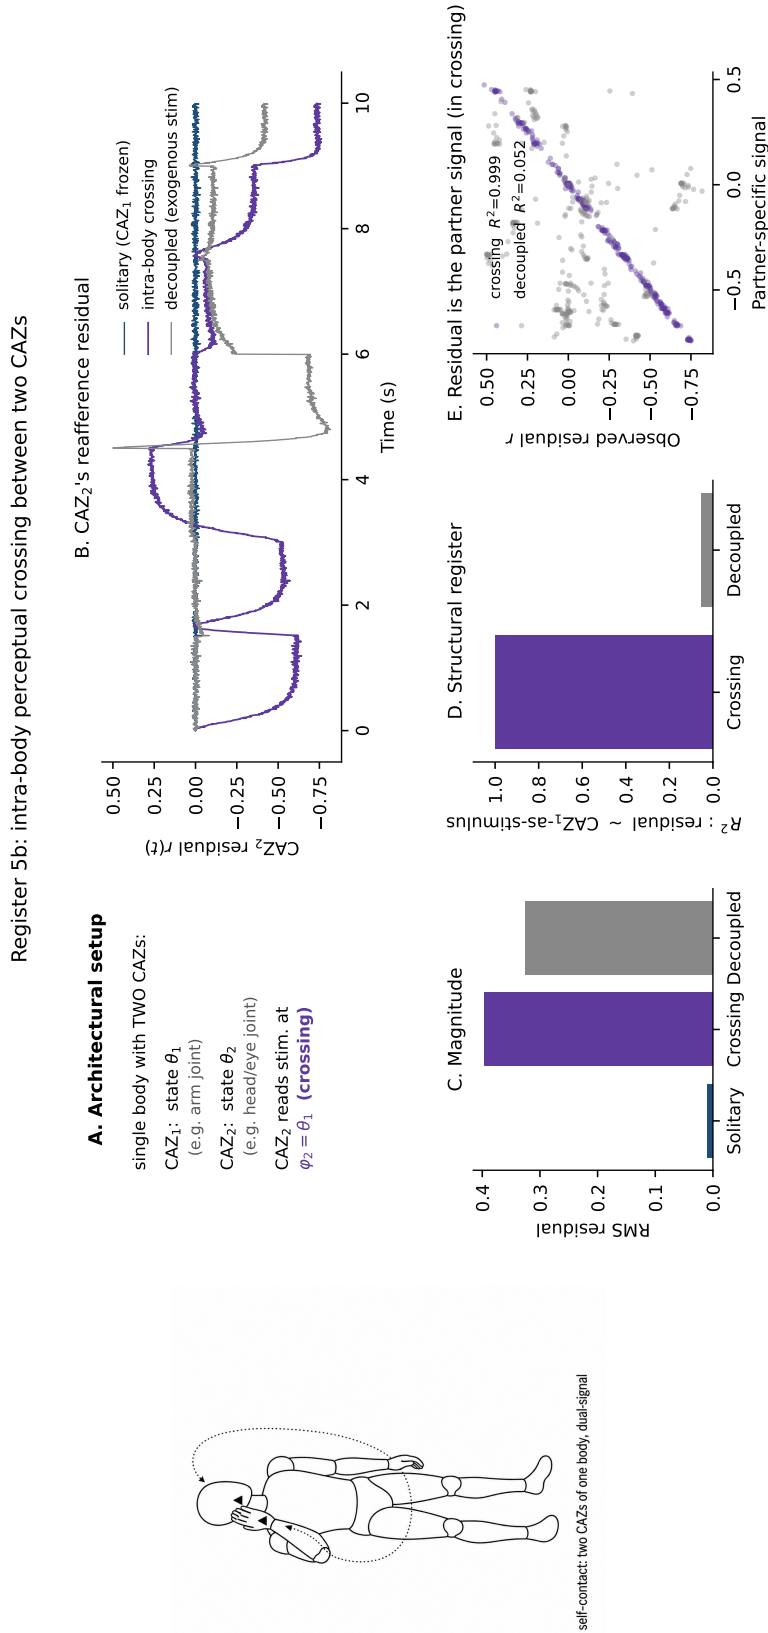 Register 5b: intra-body perceptual crossing between two CAZs
self-contact: two CAZs of one body, dual-signal
A. Architectural setup
single body with TWO CAZs:
CAZ₁: state θ₁
(e.g. arm joint)
CAZ₂: state θ₂
(e.g. head/eye joint)
CAZ₂ reads stim. at
φ₂ = θ₁ (crossing)
B. CAZ₂'s reafference residual
solitary (CAZ₁ frozen)
intra-body crossing
decoupled (exogenous stim)
CAZ₂ residual r(t)
0.50
0.25
0.00
−0.25
−0.50
−0.75
0 2 4 6 8 10
Time (s)
C. Magnitude
RMS residual
0.4
0.3
0.2
0.1
0.0
Solitary Crossing Decoupled
D. Structural register
R² : residual ~ CAZ₁-as-stimulus
1.0
0.8
0.6
0.4
0.2
0.0
Crossing Decoupled
E. Residual is the partner signal (in crossing)
crossing R²=0.999
decoupled R²=0.052
Observed residual r
0.50
0.25
0.00
−0.25
−0.50
−0.75
−0.5 0.0 0.5
Partner-specific signal